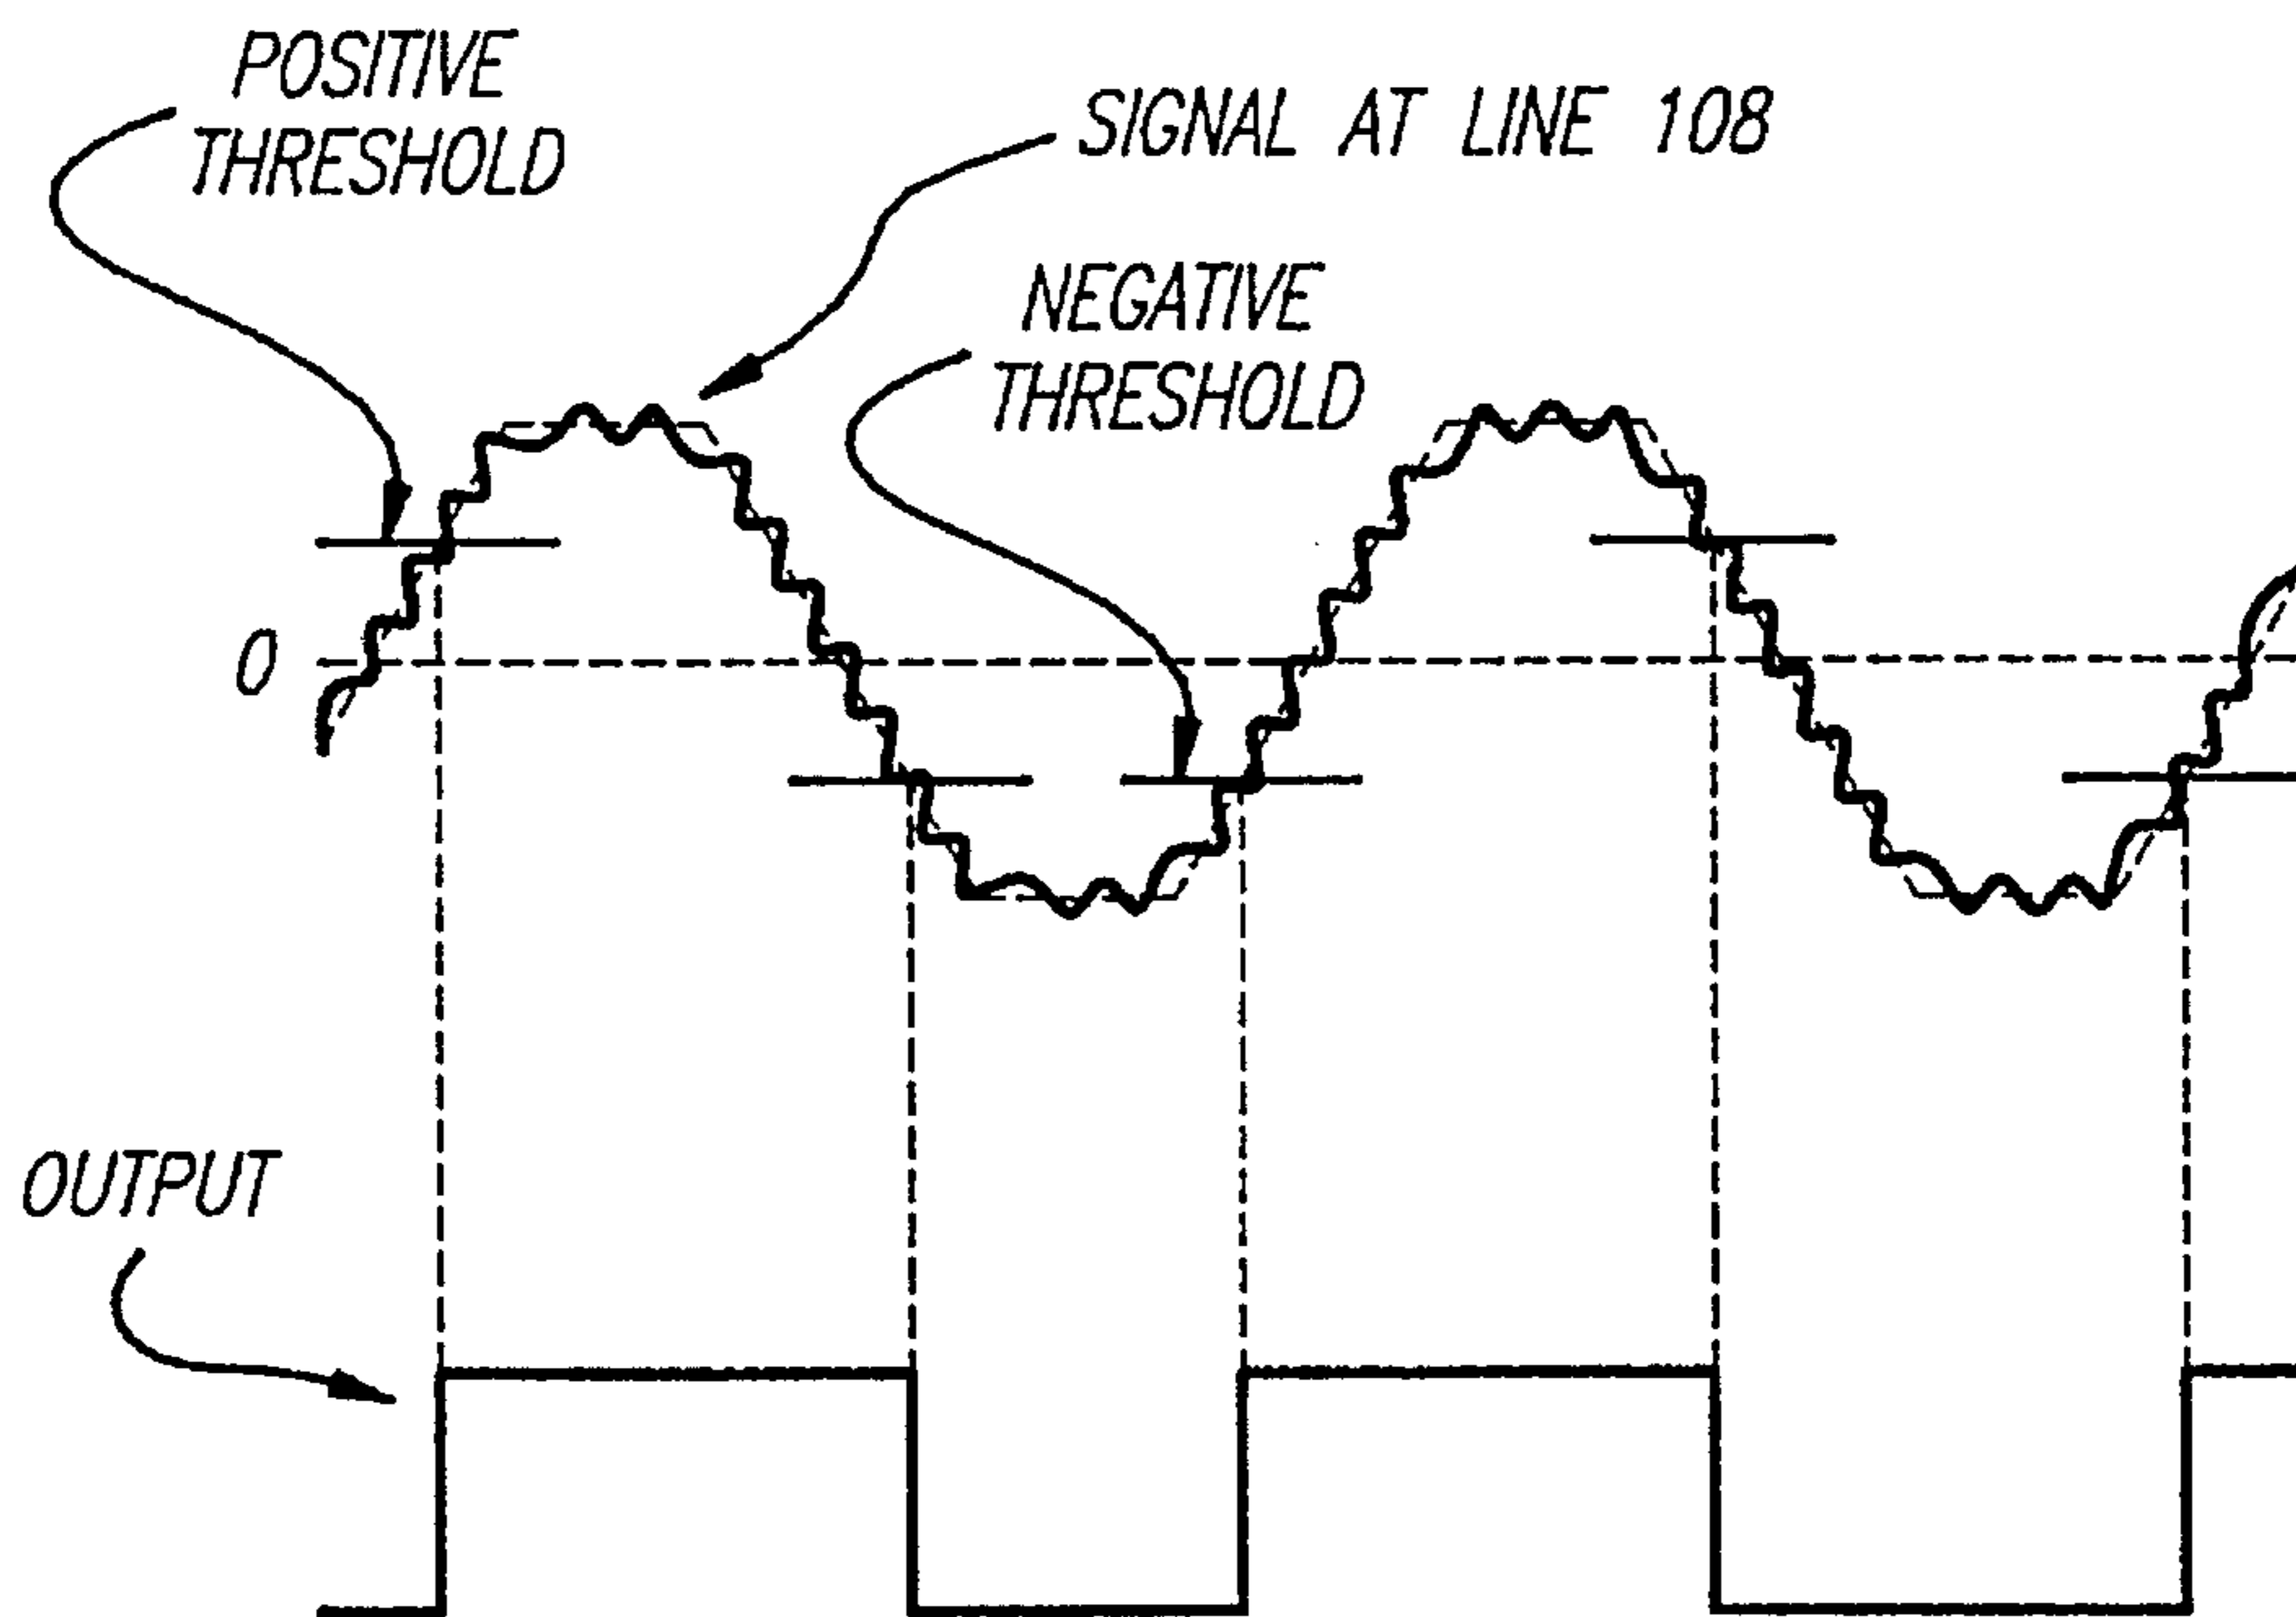 POSITIVE
THRESHOLD
SIGNAL AT LINE 108
NEGATIVE
THRESHOLD
0
OUTPUT